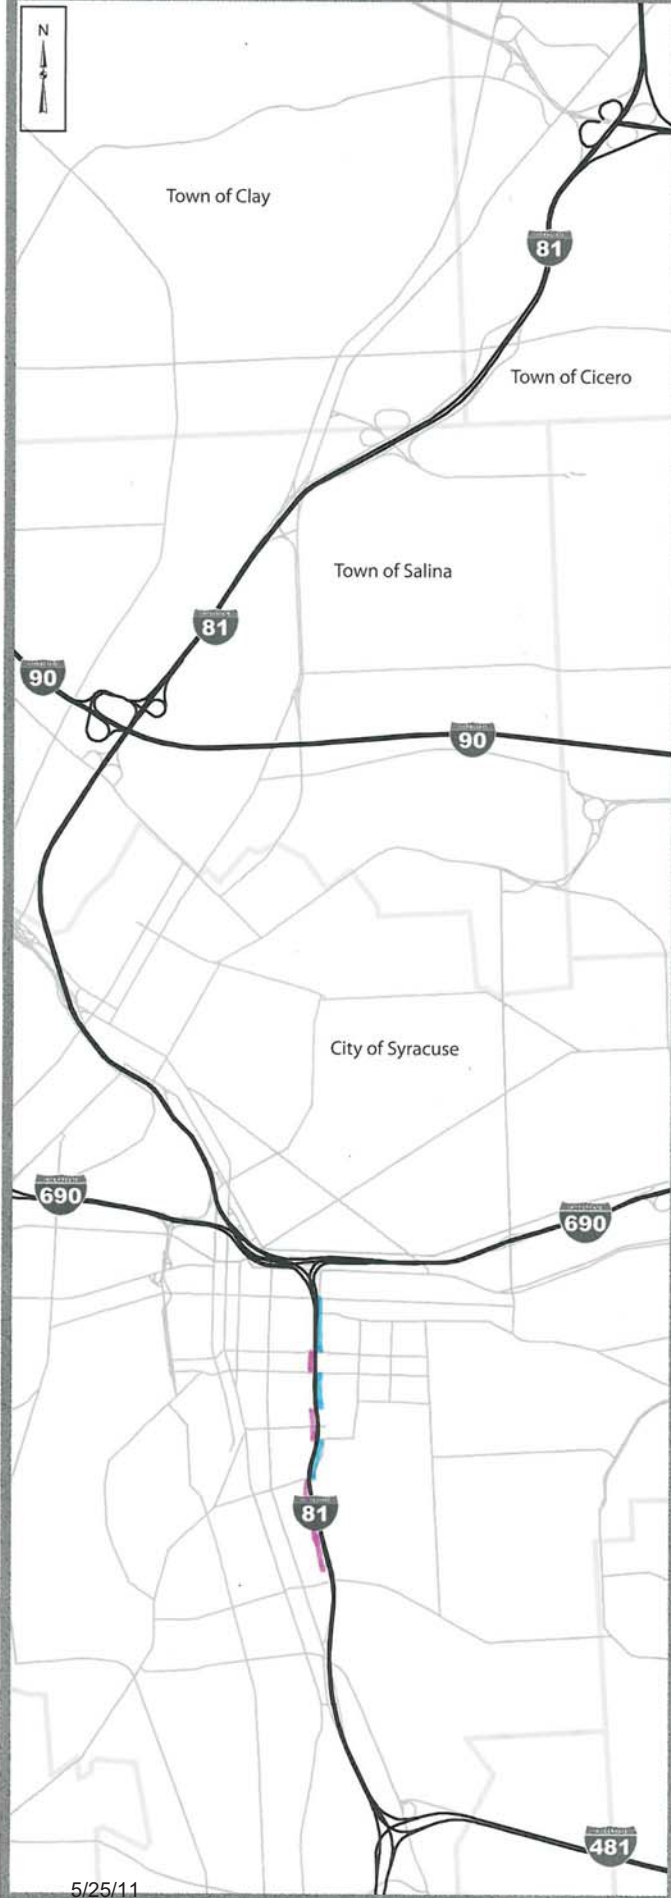 N
Town of Clay
81
Town of Cicero
Town of Salina
81
90
90
City of Syracuse
690
690
81
481
5/25/11